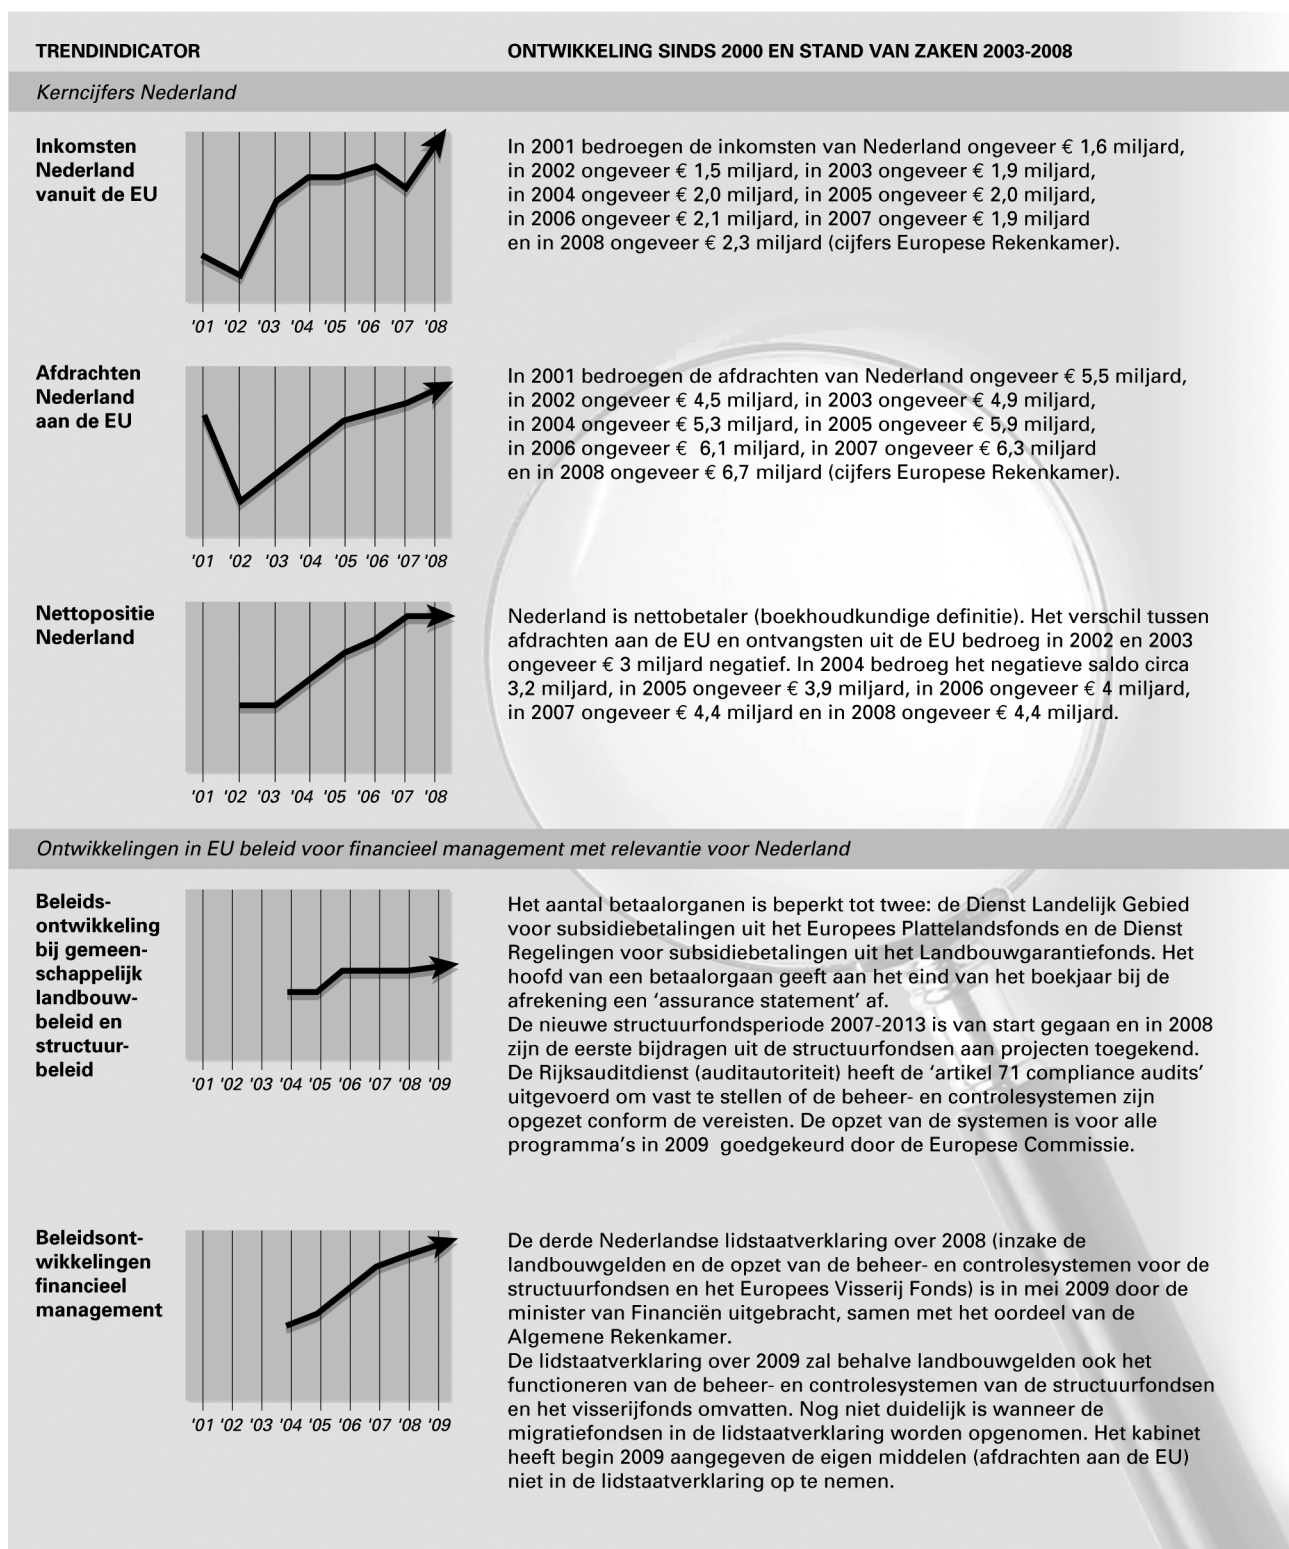 TRENDINDICATOR
ONTWIKKELING SINDS 2000 EN STAND VAN ZAKEN 2003-2008
Kerncijfers Nederland
Inkomsten
Nederland
vanuit de EU
'01 '02 '03 '04 '05 '06 '07 '08
In 2001 bedroegen de inkomsten van Nederland ongeveer € 1,6 miljard,
in 2002 ongeveer € 1,5 miljard, in 2003 ongeveer € 1,9 miljard,
in 2004 ongeveer € 2,0 miljard, in 2005 ongeveer € 2,0 miljard,
in 2006 ongeveer € 2,1 miljard, in 2007 ongeveer € 1,9 miljard
en in 2008 ongeveer € 2,3 miljard (cijfers Europese Rekenkamer).
Afdrachten
Nederland
aan de EU
'01 '02 '03 '04 '05 '06 '07 '08
In 2001 bedroegen de afdrachten van Nederland ongeveer € 5,5 miljard,
in 2002 ongeveer € 4,5 miljard, in 2003 ongeveer € 4,9 miljard,
in 2004 ongeveer € 5,3 miljard, in 2005 ongeveer € 5,9 miljard,
in 2006 ongeveer € 6,1 miljard, in 2007 ongeveer € 6,3 miljard
en in 2008 ongeveer € 6,7 miljard (cijfers Europese Rekenkamer).
Nettopositie
Nederland
'01 '02 '03 '04 '05 '06 '07 '08
Nederland is nettobetaler (boekhoudkundige definitie). Het verschil tussen
afdrachten aan de EU en ontvangsten uit de EU bedroeg in 2002 en 2003
ongeveer € 3 miljard negatief. In 2004 bedroeg het negatieve saldo circa
3,2 miljard, in 2005 ongeveer € 3,9 miljard, in 2006 ongeveer € 4 miljard,
in 2007 ongeveer € 4,4 miljard en in 2008 ongeveer € 4,4 miljard.
Ontwikkelingen in EU beleid voor financieel management met relevantie voor Nederland
Beleids-
ontwikkeling
bij gemeen-
schappelijk
landbouw-
beleid en
structuur-
beleid
'01 '02 '03 '04 '05 '06 '07 '08 '09
Het aantal betaalorganen is beperkt tot twee: de Dienst Landelijk Gebied
voor subsidiebetalingen uit het Europees Plattelandsfonds en de Dienst
Regelingen voor subsidiebetalingen uit het Landbouwgarantiefonds. Het
hoofd van een betaalorgaan geeft aan het eind van het boekjaar bij de
afrekening een ‘assurance statement’ af.
De nieuwe structuurfondsperiode 2007-2013 is van start gegaan en in 2008
zijn de eerste bijdragen uit de structuurfondsen aan projecten toegekend.
De Rijksauditdienst (auditautoriteit) heeft de ‘artikel 71 compliance audits’
uitgevoerd om vast te stellen of de beheer- en controlesystemen zijn
opgezet conform de vereisten. De opzet van de systemen is voor alle
programma’s in 2009 goedgekeurd door de Europese Commissie.
Beleidsont-
wikkelingen
financieel
management
'01 '02 '03 '04 '05 '06 '07 '08 '09
De derde Nederlandse lidstaatverklaring over 2008 (inzake de
landbouwgelden en de opzet van de beheer- en controlesystemen voor de
structuurfondsen en het Europees Visserij Fonds) is in mei 2009 door de
minister van Financiën uitgebracht, samen met het oordeel van de
Algemene Rekenkamer.
De lidstaatverklaring over 2009 zal behalve landbouwgelden ook het
functioneren van de beheer- en controlesystemen van de structuurfondsen
en het visserijfonds omvatten. Nog niet duidelijk is wanneer de
migratiefondsen in de lidstaatverklaring worden opgenomen. Het kabinet
heeft begin 2009 aangegeven de eigen middelen (afdrachten aan de EU)
niet in de lidstaatverklaring op te nemen.